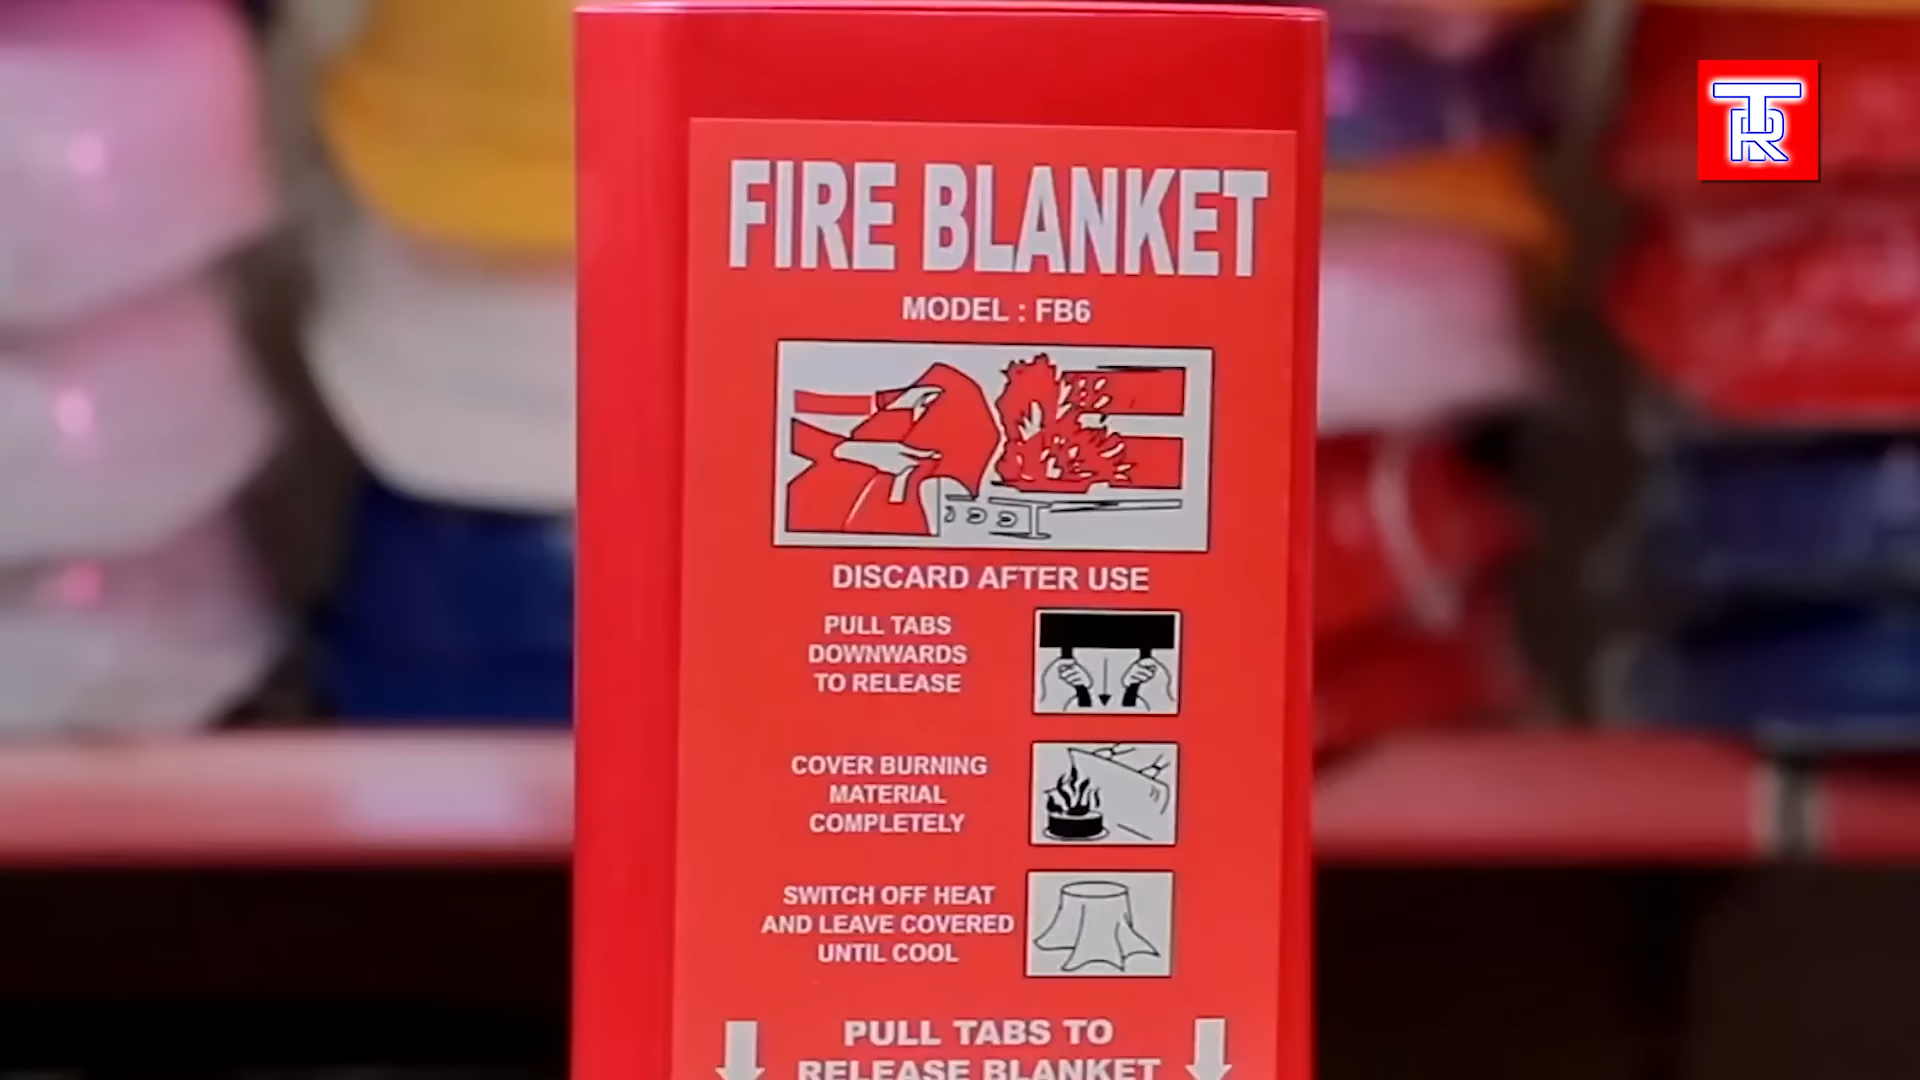 TR
FIRE BLANKET
MODEL : FB6
DISCARD AFTER USE
PULL TABS
DOWNWARDS
TO RELEASE
COVER BURNING
MATERIAL
COMPLETELY
SWITCH OFF HEAT
AND LEAVE COVERED
UNTIL COOL
PULL TABS TO
RELEASE BLANKET